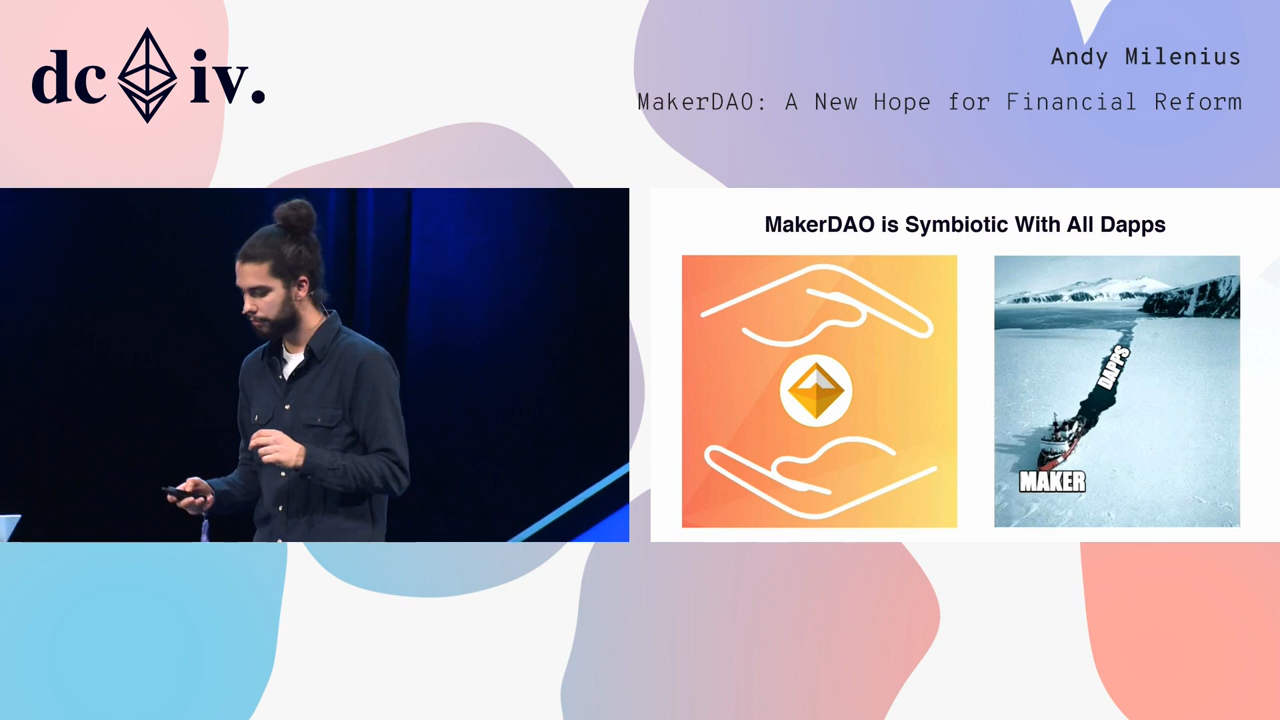 dc iv.
Andy Milenius
MakerDAO: A New Hope for Financial Reform
MakerDAO is Symbiotic With All Dapps
DAPPS
MAKER